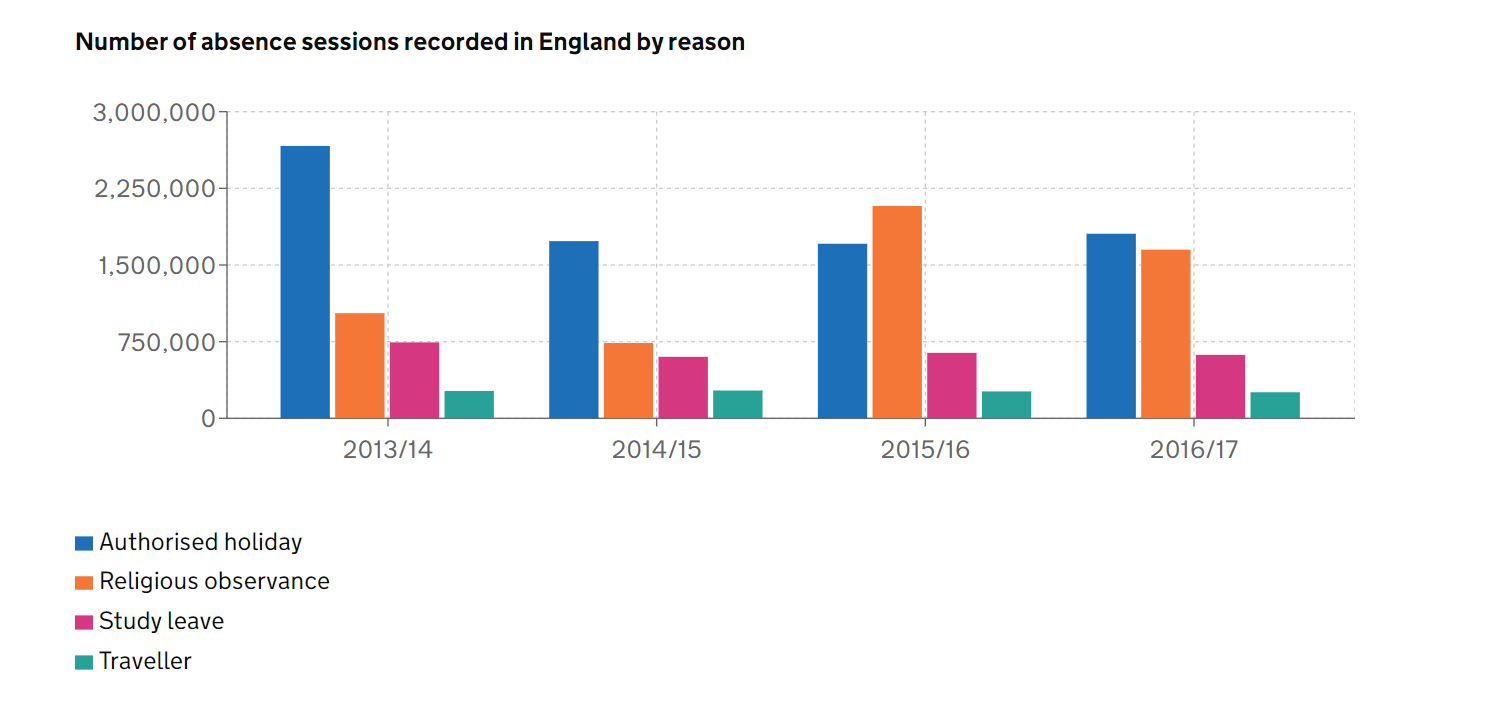 Number of absence sessions recorded in England by reason
3,000,000
2,250,000
1,500,000
750,000
0
2013/14
2014/15
2015/16
2016/17
Authorised holiday
Religious observance
Study leave
Traveller